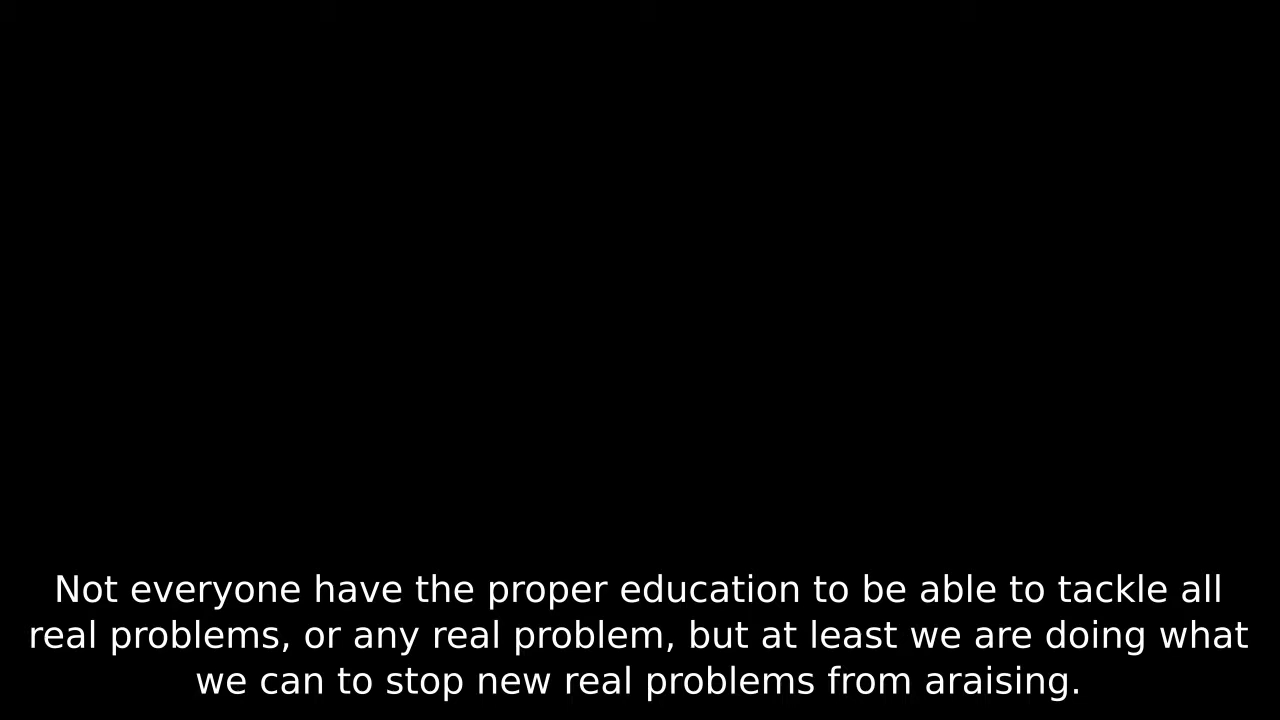 Not everyone have the proper education to be able to tackle all
real problems, or any real problem, but at least we are doing what
we can to stop new real problems from araising.